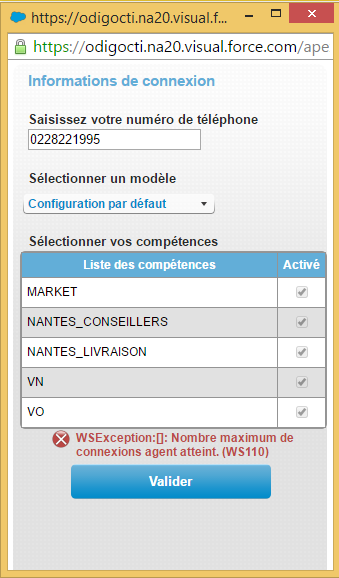 https://odigocti.na20.visual.f...
https://odigocti.na20.visual.force.com/ape
Informations de connexion
Saisissez votre numéro de téléphone
0228221995
Sélectionner un modèle
Configuration par défaut
Sélectionner vos compétences
Liste des compétences Activé
MARKET
NANTES_CONSEILLERS
NANTES_LIVRAISON
VN
VO
WSException:[]: Nombre maximum de
connexions agent atteint. (WS110)
Valider